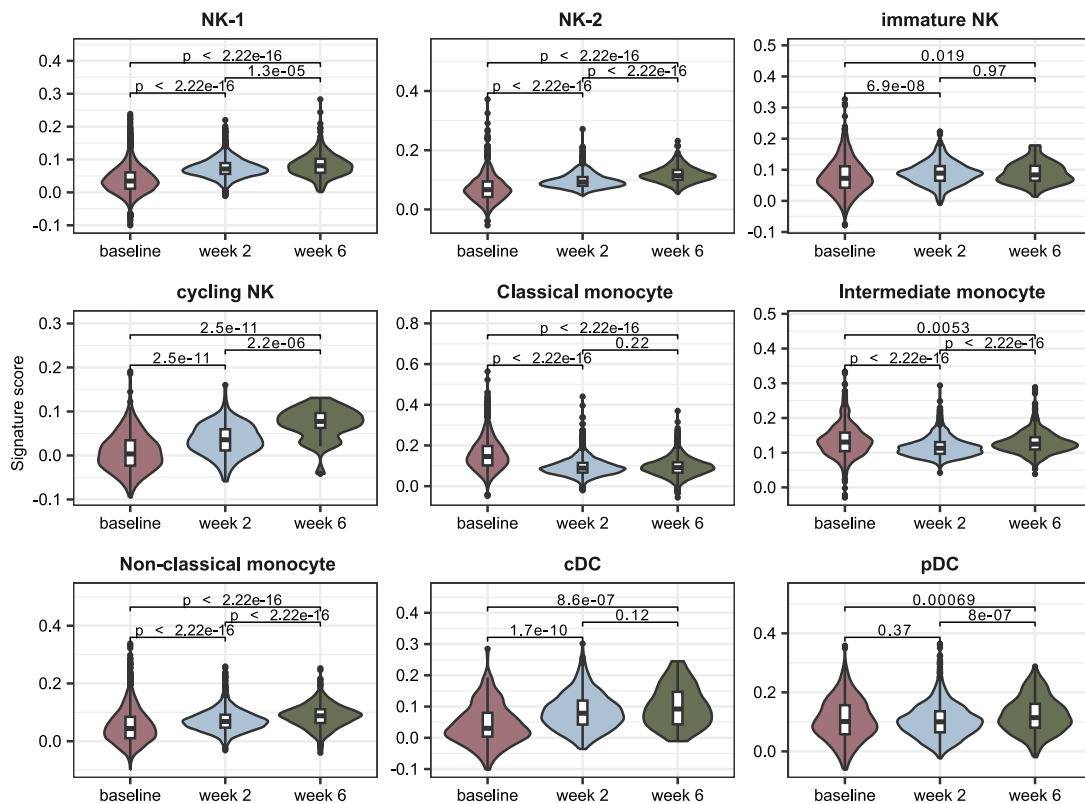 NK-1
NK-2
immature NK
0.4
0.3
0.2
0.1
0.0
-0.1
p < 2.22e-16
1.3e-05
p < 2.22e-16
baseline
week 2
week 6
0.4
0.2
0.0
p < 2.22e-16
p < 2.22e-16
p < 2.22e-16
baseline
week 2
week 6
0.5
0.4
0.3
0.2
0.1
0.0
-0.1
0.019
0.97
6.9e-08
baseline
week 2
week 6
Signature score
cycling NK
Classical monocyte
Intermediate monocyte
0.3
0.2
0.1
0.0
-0.1
2.5e-11
2.2e-06
2.5e-11
baseline
week 2
week 6
0.8
0.6
0.4
0.2
0.0
p < 2.22e-16
0.22
p < 2.22e-16
baseline
week 2
week 6
0.5
0.4
0.3
0.2
0.1
0.0
0.0053
p < 2.22e-16
p < 2.22e-16
baseline
week 2
week 6
Non-classical monocyte
cDC
pDC
0.4
0.2
0.0
p < 2.22e-16
p < 2.22e-16
p < 2.22e-16
baseline
week 2
week 6
0.4
0.3
0.2
0.1
0.0
-0.1
8.6e-07
0.12
1.7e-10
baseline
week 2
week 6
0.4
0.2
0.0
0.00069
8e-07
0.37
baseline
week 2
week 6